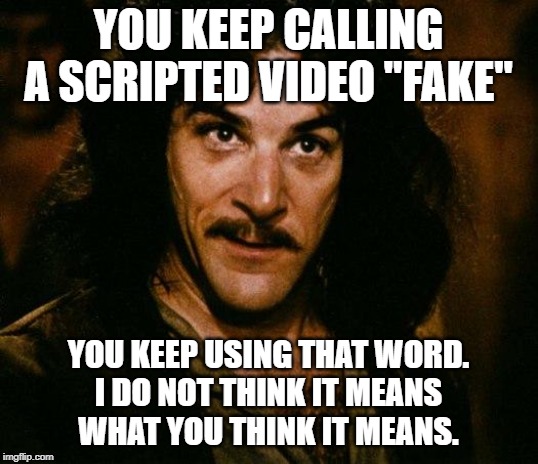 YOU KEEP CALLING
A SCRIPTED VIDEO "FAKE"
YOU KEEP USING THAT WORD.
I DO NOT THINK IT MEANS
WHAT YOU THINK IT MEANS.
imgflip.com